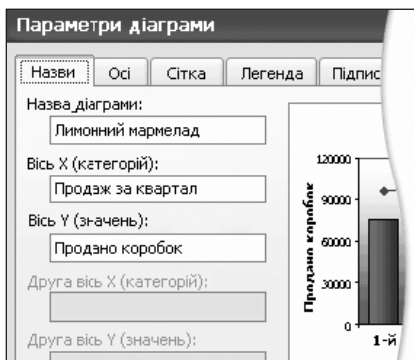 Параметри діаграми
Назви Осі Сітка Легенда Підпис
Назва діаграми:
Лимонний мармелад
Вісь X (категорій):
Продаж за квартал
Вісь Y (значень):
Продано коробок
Друга вісь X (категорій):
Друга вісь Y (значень):
Продано коробок
120000
90000
60000
30000
0
1-й